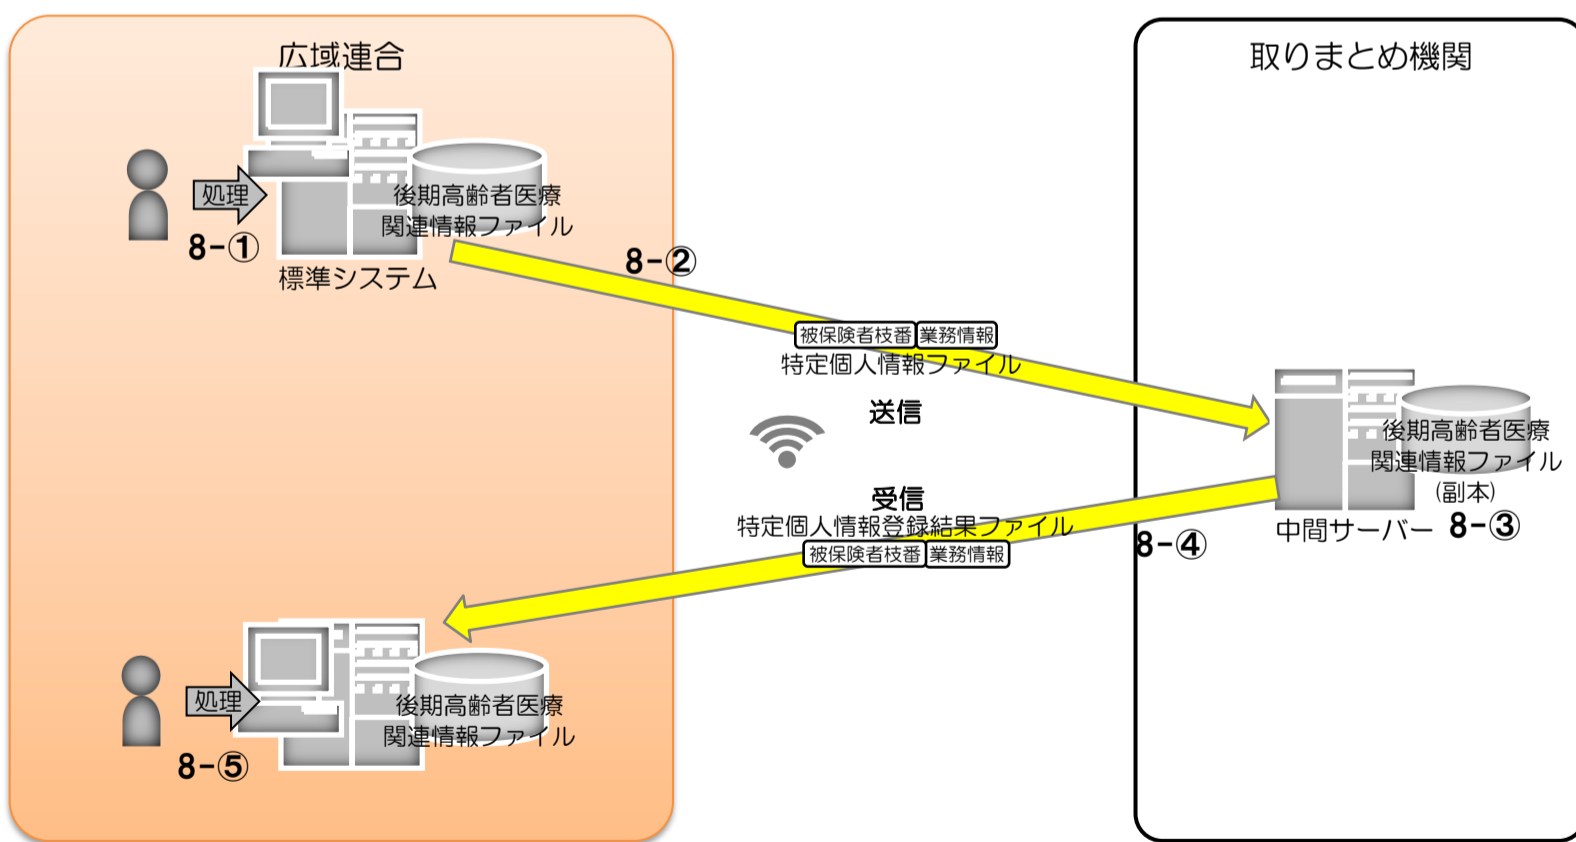 広域連合
取りまとめ機関
処理
8-①
後期高齢者医療
関連情報ファイル
標準システム
8-②
被保険者枝番 業務情報
特定個人情報ファイル
送信
後期高齢者医療
関連情報ファイル
(副本)
中間サーバー 8-③
受信
特定個人情報登録結果ファイル
被保険者枝番 業務情報
8-④
処理
8-⑤
後期高齢者医療
関連情報ファイル